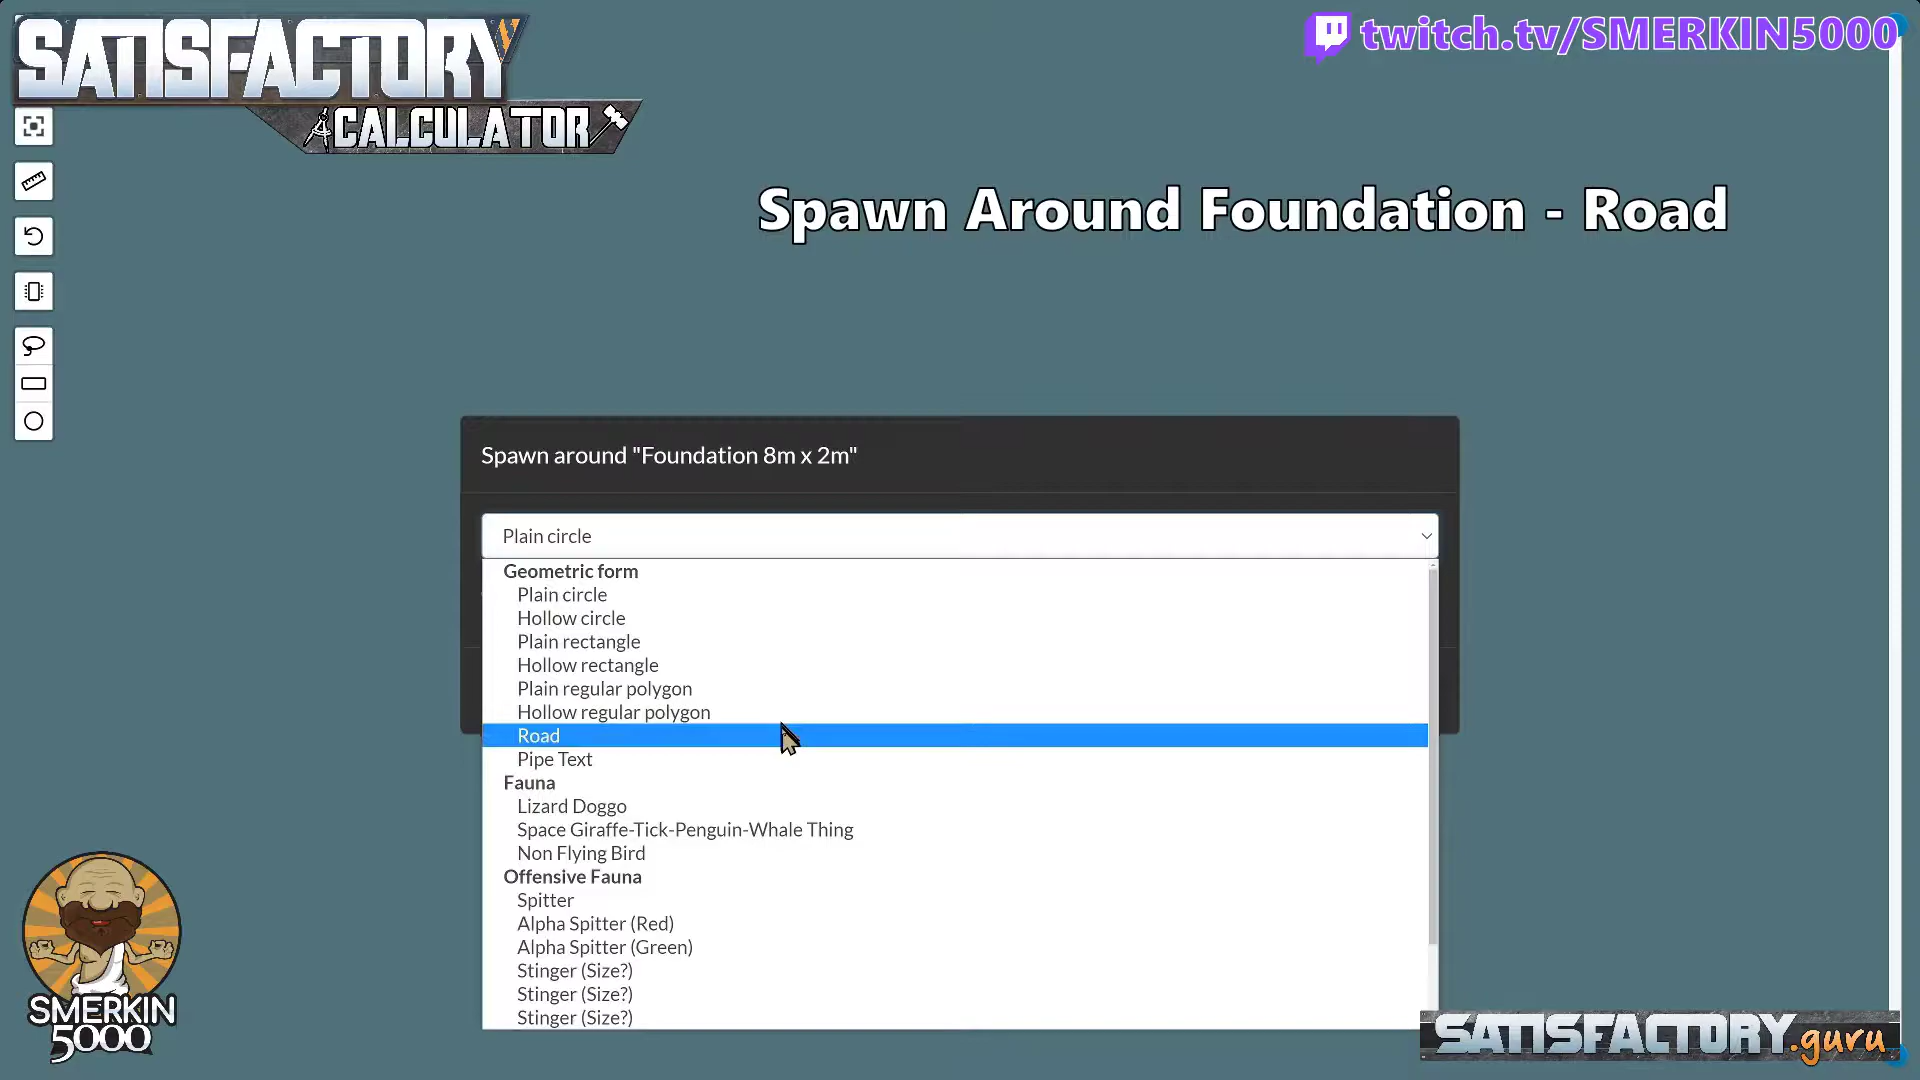 SATISFACTORY
CALCULATOR
twitch.tv/SMERKIN5000
Spawn Around Foundation - Road
Spawn around "Foundation 8m x 2m"
Plain circle
Geometric form
Plain circle
Hollow circle
Plain rectangle
Hollow rectangle
Plain regular polygon
Hollow regular polygon
Road
Pipe Text
Fauna
Lizard Doggo
Space Giraffe-Tick-Penguin-Whale Thing
Non Flying Bird
Offensive Fauna
Spitter
Alpha Spitter (Red)
Alpha Spitter (Green)
Stinger (Size?)
Stinger (Size?)
Stinger (Size?)
SMERKIN
5000
SATISFACTORY.guru